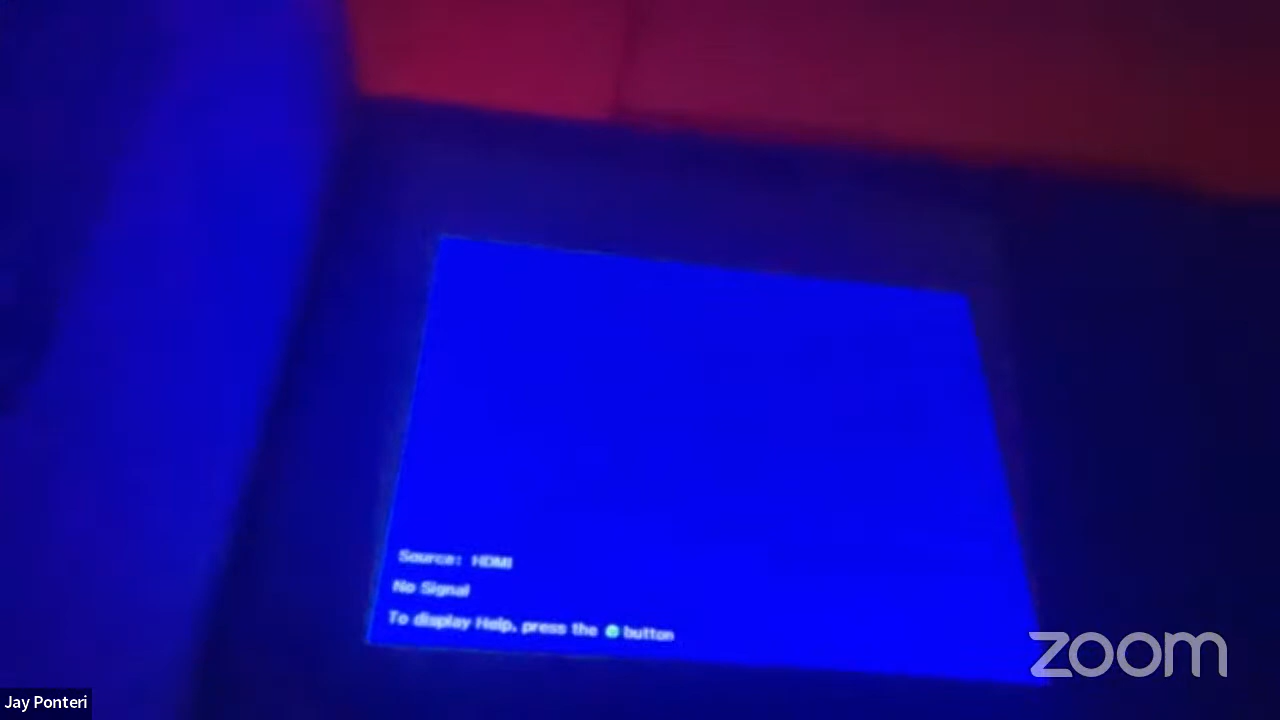 Source: HDMI
No Signal
To display Help, press the button
zoom
Jay Ponteri